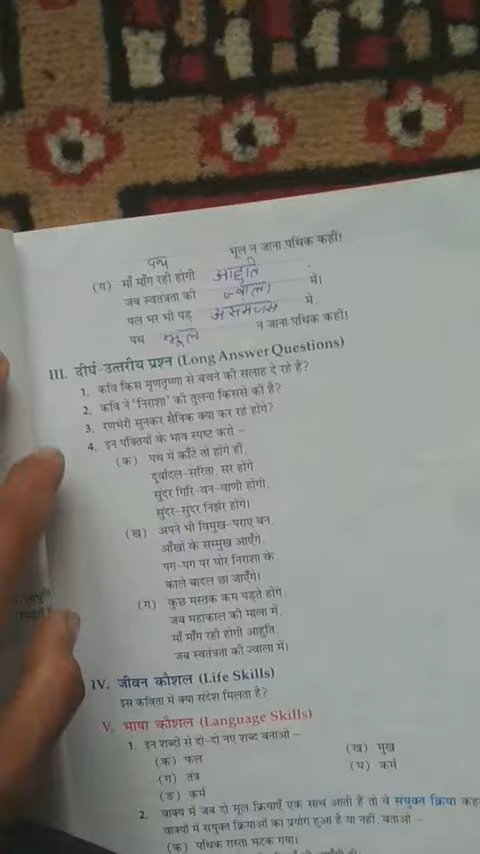 पथ भूल न जाना पथिक कहीं।
(ग) माँ माँग रही होगी आहुति
जब स्वतंत्रता की ज्वाला में।
पल भर भी पड़ असमंजस में
पथ भूल न जाना पथिक कहीं।
III. दीर्घ-उत्तरीय प्रश्न (Long Answer Questions)
1. कवि किस मृगतृष्णा से बचने की सलाह दे रहे हैं?
2. कवि ने 'निराशा' की तुलना किससे की है?
3. रणभेरी सुनकर सैनिक क्या कर रहे होंगे?
4. इन पंक्तियों के भाव स्पष्ट करो –
(क) पथ में काँटे तो होंगे ही,
दूर्वादल-सरिता, सर होंगे
सुंदर गिरि-वन-वापी होंगी,
सुंदर-सुंदर निर्झर होंगे।
(ख) अपने भी विमुख-पराए बन,
आँखों के सम्मुख आएँगे।
पग-पग पर घोर निराशा के
काले बादल छा जाएँगे।
(ग) कुछ मस्तक कम पड़ते होंगे
जब महाकाल की माला में,
माँ माँग रही होगी आहुति
जब स्वतंत्रता की ज्वाला में।
IV. जीवन कौशल (Life Skills)
इस कविता में क्या संदेश मिलता है?
V. भाषा कौशल (Language Skills)
1. इन शब्दों से दो-दो नए शब्द बनाओ –
(क) फल (ख) मुख
(ग) तंत्र (घ) कर्म
(ङ) कर्म
2. वाक्य में जब दो मूल क्रियाएँ एक साथ आती हैं तो वे संयुक्त क्रिया
वाक्यों में संयुक्त क्रियाओं का प्रयोग हुआ है या नहीं, बताओ –
(क) पथिक रास्ता भटक गया।